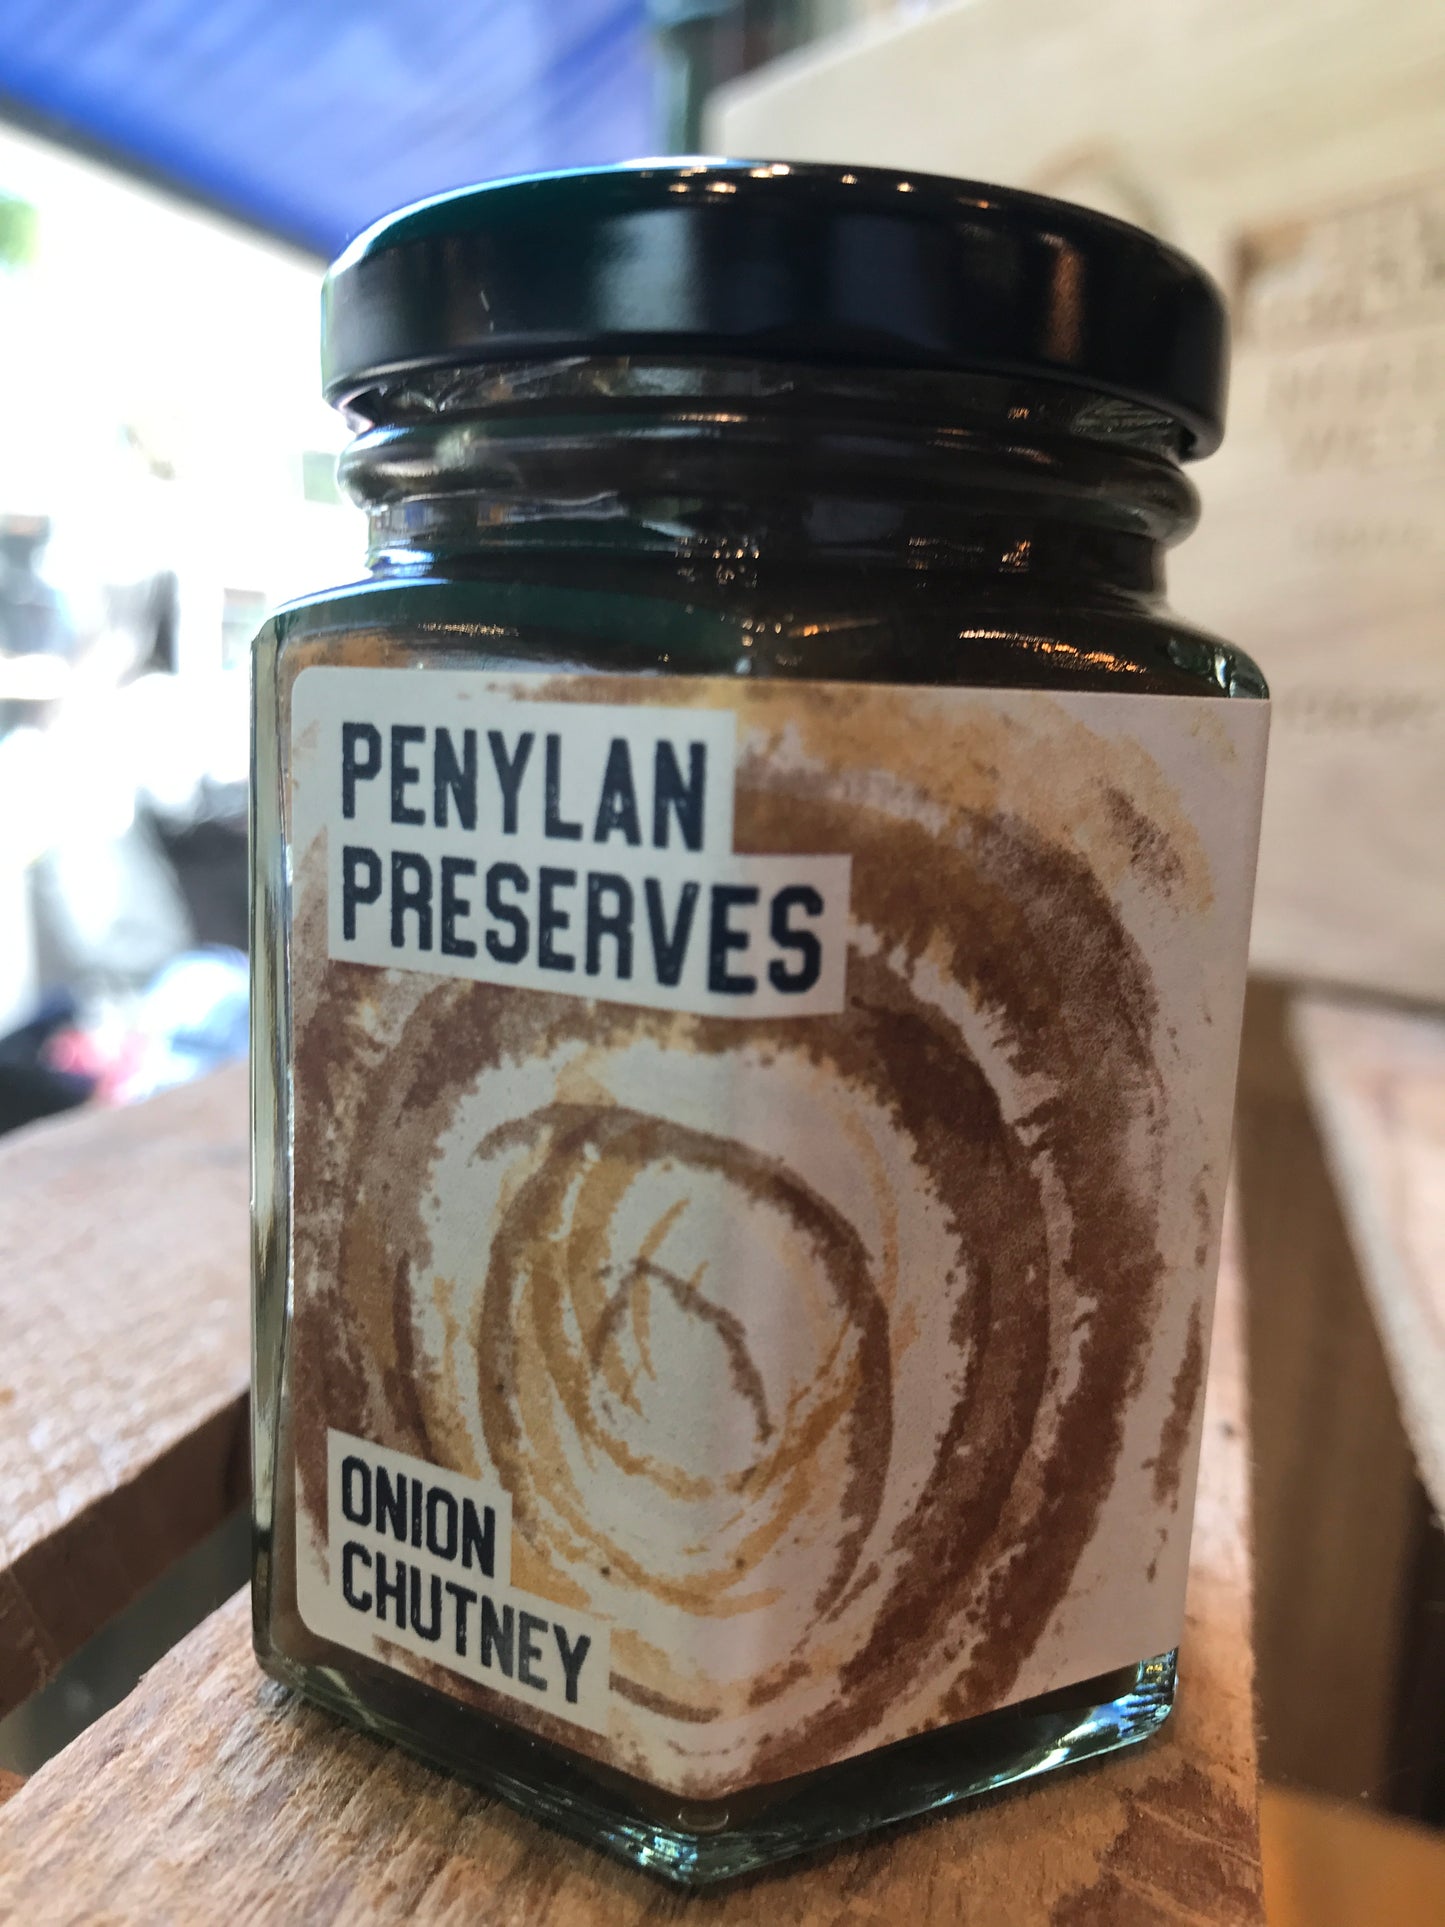 PENYLAN
PRESERVES
ONION
CHUTNEY